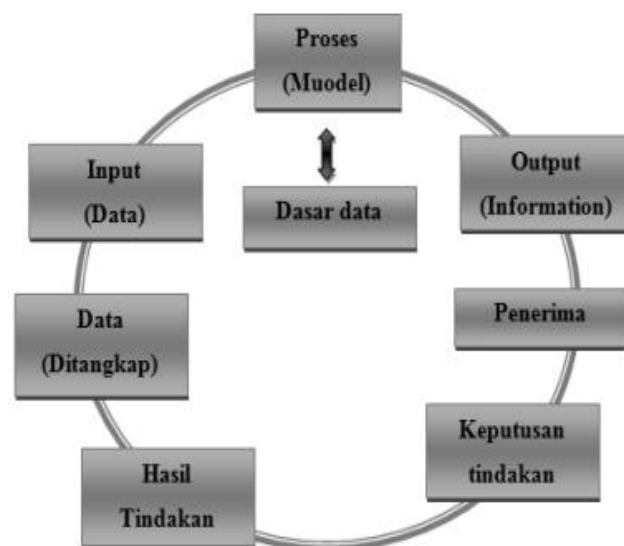 Proses
(Muodel)
Input
(Data)
Output
(Information)
Dasar data
Data
(Ditangkap)
Penerima
Keputusan
tindakan
Hasil
Tindakan